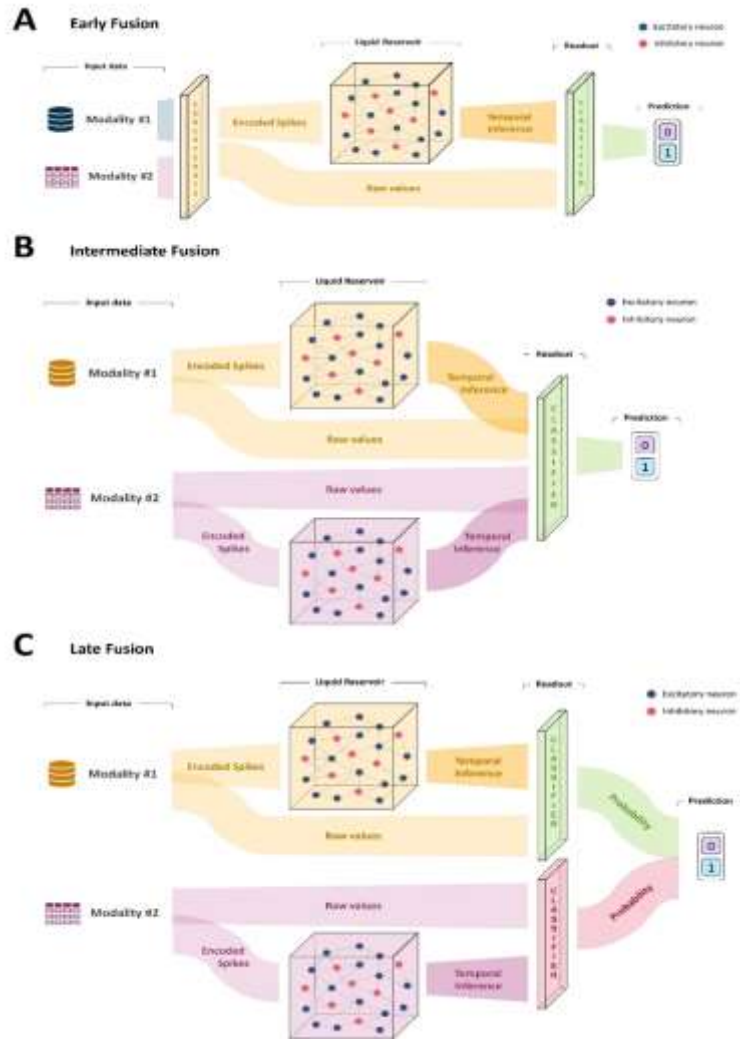 A
Early Fusion
Liquid Reservoir
Readout
Excitatory neuron
Inhibitory neuron
Input data
Prediction
Modality #1
Encoded Spikes
Temporal
Inference
CLASSIFIER
0
1
Modality #2
Raw values
B
Intermediate Fusion
Liquid Reservoir
Input data
Excitatory neuron
Inhibitory neuron
Readout
Modality #1
Encoded Spikes
Temporal
Inference
CLASSIFIER
Prediction
0
1
Raw values
Modality #2
Raw values
Encoded
Spikes
Temporal
Inference
C
Late Fusion
Liquid Reservoir
Readout
Input data
Excitatory neuron
Inhibitory neuron
Modality #1
Encoded Spikes
Temporal
Inference
CLASSIFIER
Probability
Prediction
0
1
Raw values
Modality #2
Raw values
CLASSIFIER
Probability
Encoded
Spikes
Temporal
Inference